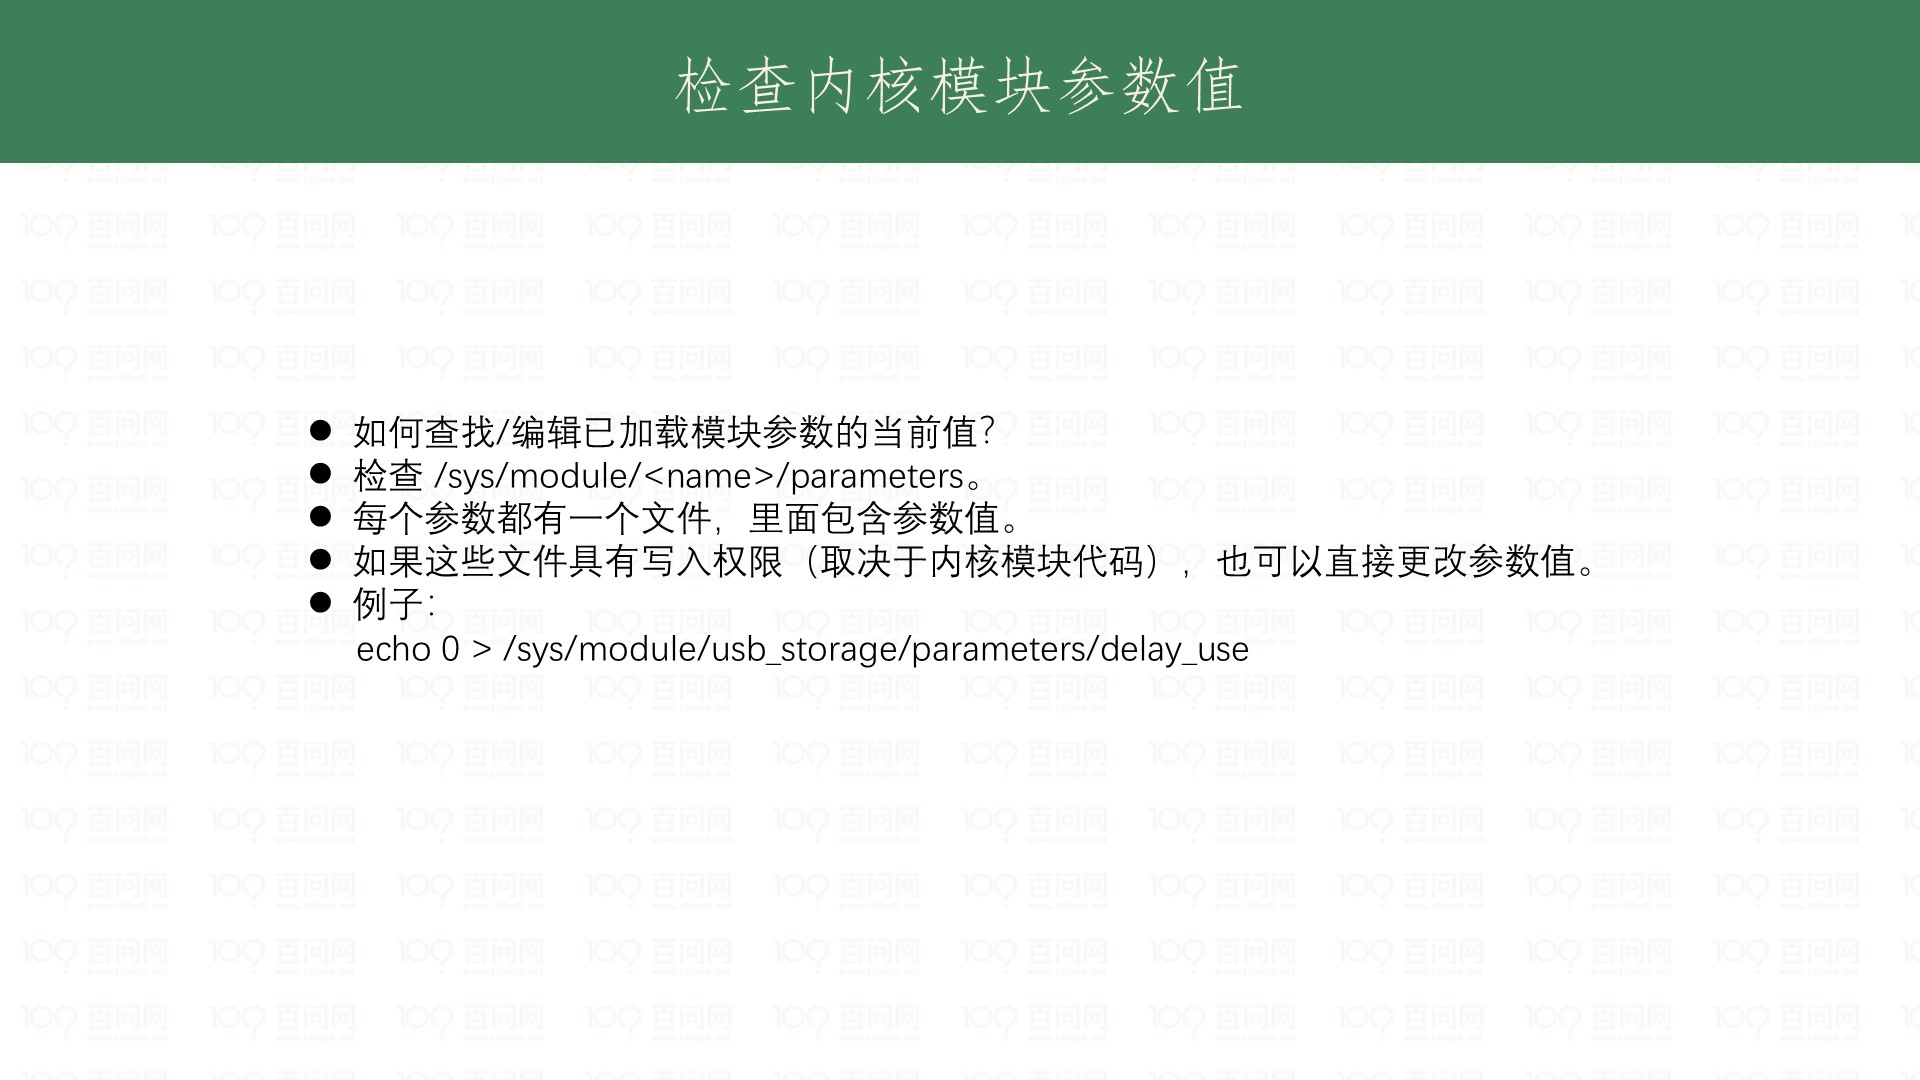 检查内核模块参数值
● 如何查找/编辑已加载模块参数的当前值？
● 检查 /sys/module/<name>/parameters。
● 每个参数都有一个文件，里面包含参数值。
● 如果这些文件具有写入权限（取决于内核模块代码），也可以直接更改参数值。
● 例子：
echo 0 > /sys/module/usb_storage/parameters/delay_use